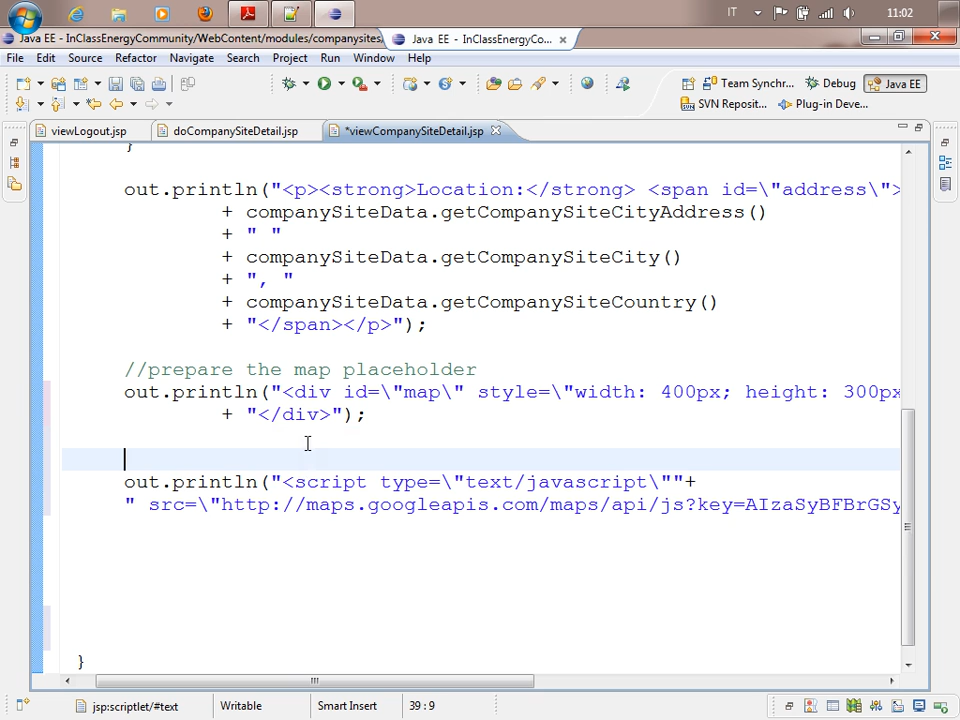 IT
11:02
Java EE - InClassEnergyCommunity/WebContent/modules/companysites
Java EE - InClassEnergyCo...
File Edit Source Refactor Navigate Search Project Run Window Help
Team Synchr...
Debug
Java EE
SVN Reposit...
Plug-in Deve...
viewLogout.jsp
doCompanySiteDetail.jsp
*viewCompanySiteDetail.jsp
}
out.println("<p><strong>Location:</strong> <span id=\"address\">
+ companySiteData.getCompanySiteCityAddress()
+ " "
+ companySiteData.getCompanySiteCity()
+ ", "
+ companySiteData.getCompanySiteCountry()
+ "</span></p>");
//prepare the map placeholder
out.println("<div id=\"map\" style=\"width: 400px; height: 300px
+ "</div>");
out.println("<script type=\"text/javascript\""+
" src=\"http://maps.googleapis.com/maps/api/js?key=AIzaSyBFBrGSy
}
jsp:scriptlet/#text
Writable
Smart Insert
39 : 9